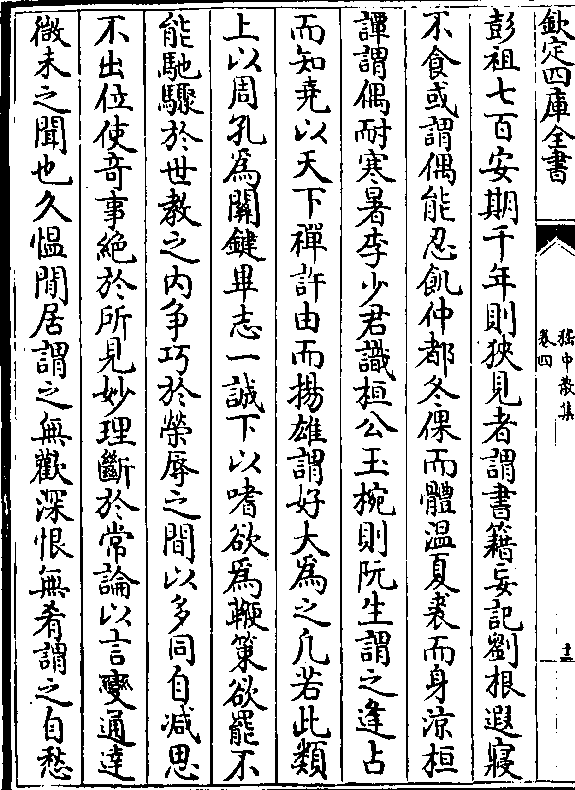 欽定四庫全書
嵇中散集
卷四
十二
彭祖七百安期千年則狹見者謂書籍妄記劉根遐寢
不食或謂偶能忍飢仲都冬倮而體温夏裘而身涼桓
譚謂偶耐寒暑李少君識桓公玉椀則阮生謂之逢占
而知堯以天下禪許由而揚雄謂好大為之凡若此類
上以周孔為關鍵畢志一誠下以嗜欲為鞭策欲罷不
能馳驟於世教之内争巧於榮辱之間以多同自减思
不出位使奇事絶於所見妙理斷於常論以言變通達
微未之聞也久愠閒居謂之無歡深恨無肴謂之自愁